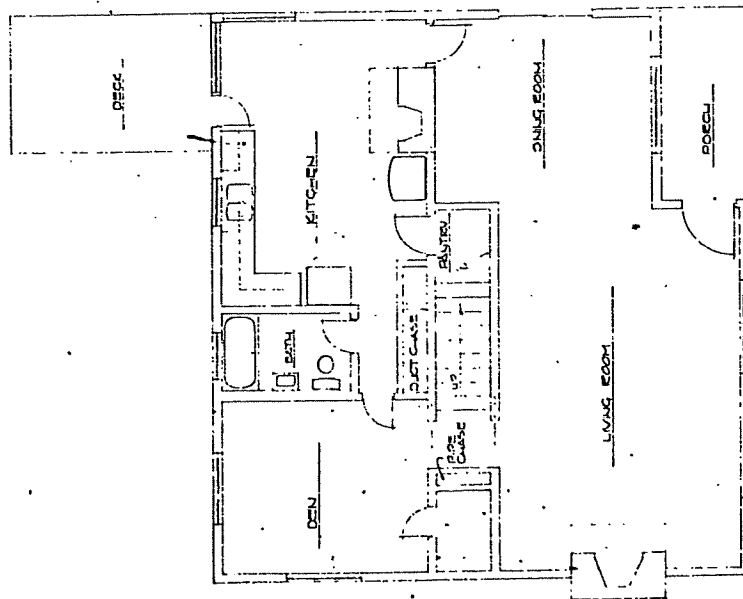 DECK
KITCHEN
DINING ROOM
PORCH
PANTRY
BATH
DUCT CHASE
UP
LIVING ROOM
PIPE
CHASE
DEN